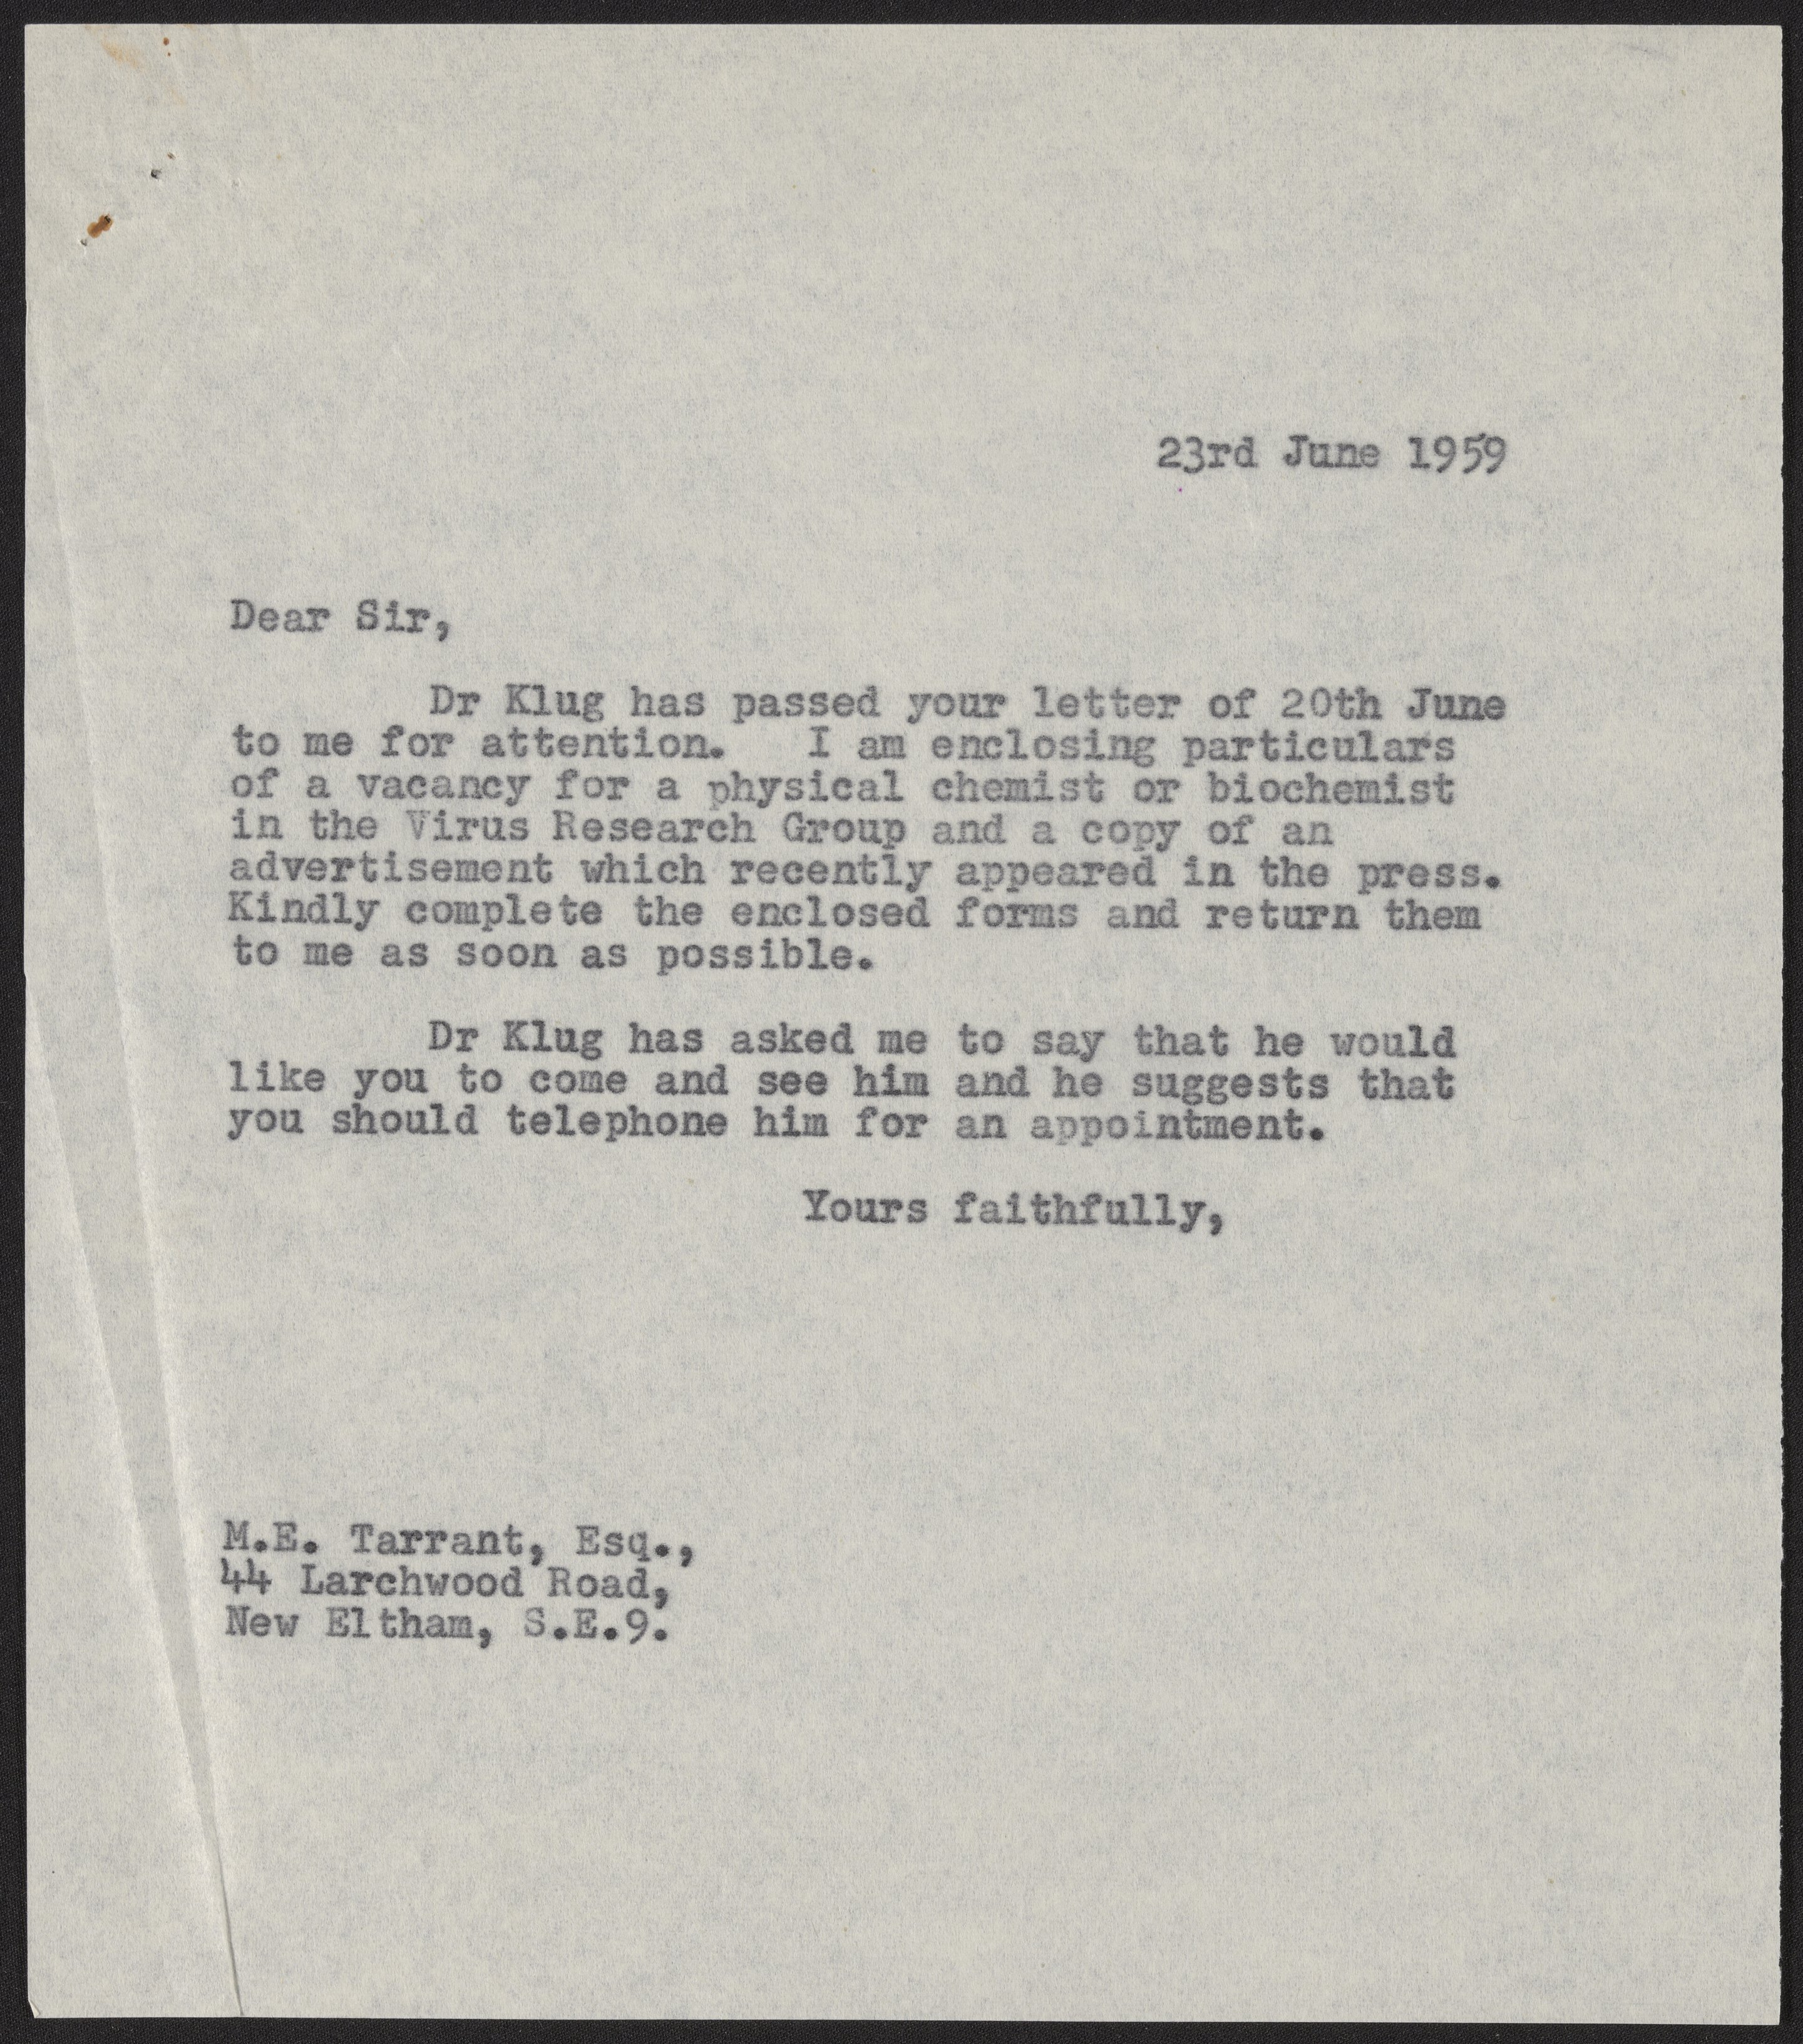 23rd June 1959
Dear Sir,
Dr Klug has passed your letter of 20th June
to me for attention. I am enclosing particulars
of a vacancy for a physical chemist or biochemist
in the Virus Research Group and a copy of an
advertisement which recently appeared in the press.
Kindly complete the enclosed forms and return them
to me as soon as possible.
Dr Klug has asked me to say that he would
like you to come and see him and he suggests that
you should telephone him for an appointment.
Yours faithfully,
M.E. Tarrant, Esq.,
44 Larchwood Road,
New Eltham, S.E.9.